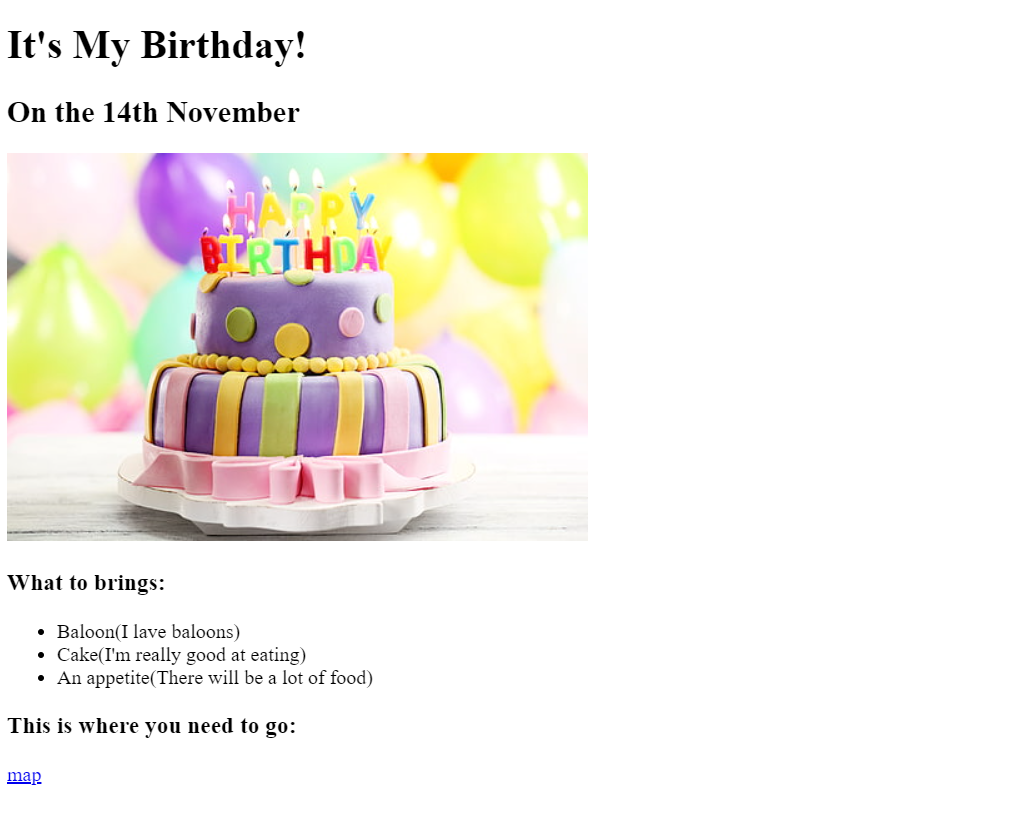 It's My Birthday!
On the 14th November
HAPPY
BIRTHDAY
What to brings:
Baloon(I lave baloons)
Cake(I'm really good at eating)
An appetite(There will be a lot of food)
This is where you need to go:
map